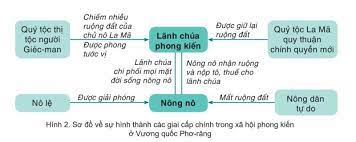 Quý tộc thị
tộc người
Giéc-man
Chiếm nhiều
ruộng đất của
chủ nô La Mã
Được phong
tước vị
Lãnh chúa
phong kiến
Được giữ lại
ruộng đất
Quý tộc La Mã
quy thuận
chính quyền mới
Lãnh chúa
chi phối mọi mặt
đời sống nông nô
Nông nô nhận ruộng
và nộp tô, thuế cho
lãnh chúa
Nô lệ
Được giải phóng
Nông nô
Mất ruộng đất
Nông dân
tự do
Hình 2. Sơ đồ về sự hình thành các giai cấp chính trong xã hội phong kiến
ở Vương quốc Phơ-răng